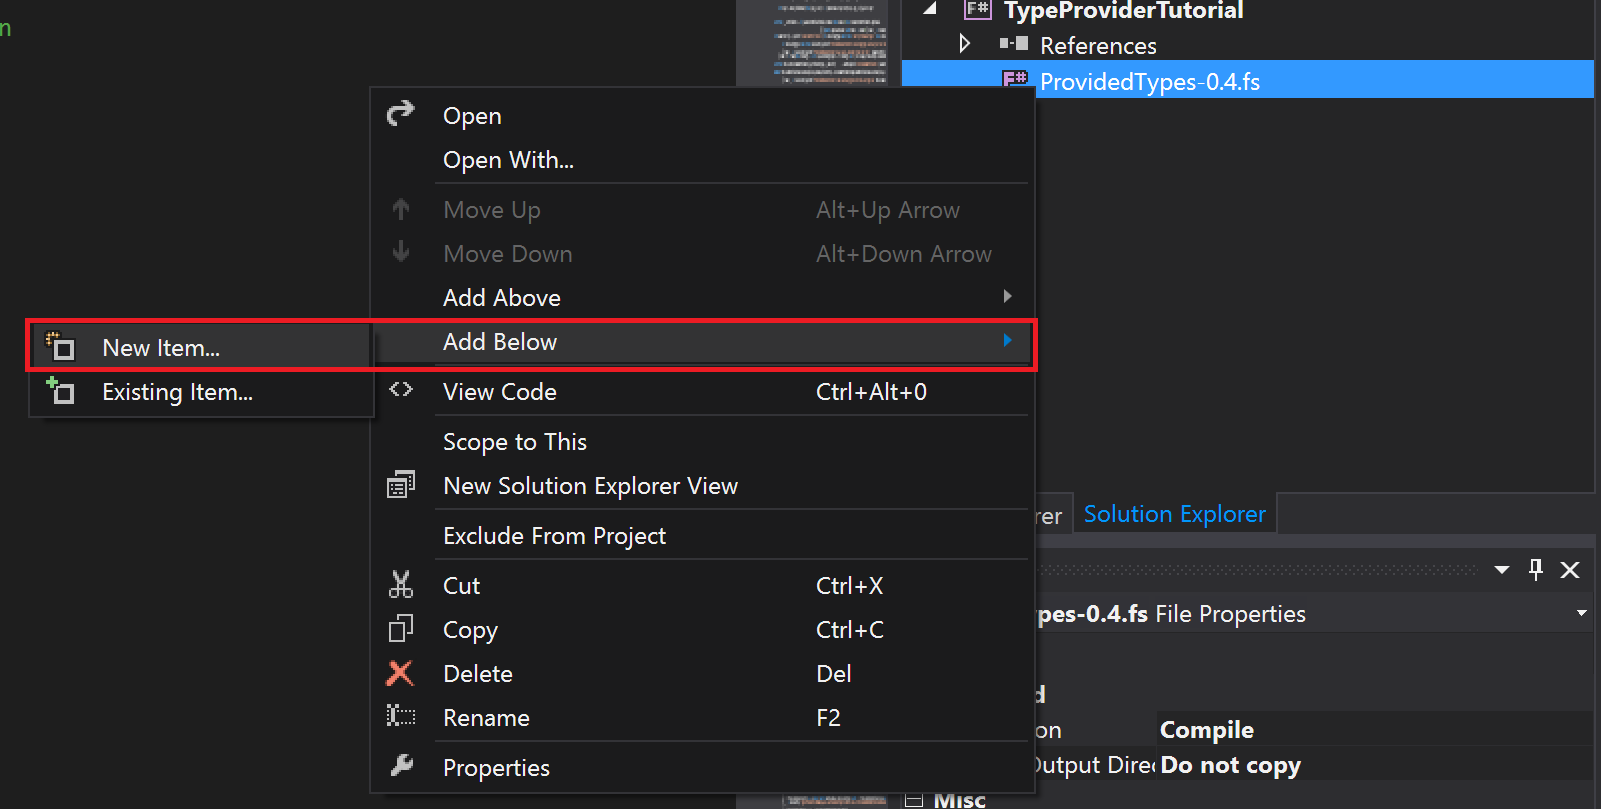 n
F# TypeProviderTutorial
References
F# ProvidedTypes-0.4.fs
Open
Open With...
Move Up Alt+Up Arrow
Move Down Alt+Down Arrow
Add Above
Add Below
New Item...
Existing Item...
View Code Ctrl+Alt+0
Scope to This
New Solution Explorer View
Exclude From Project
Cut Ctrl+X
Copy Ctrl+C
Delete Del
Rename F2
Properties
rer Solution Explorer
pes-0.4.fs File Properties
d
on Compile
Output Direc Do not copy
Misc